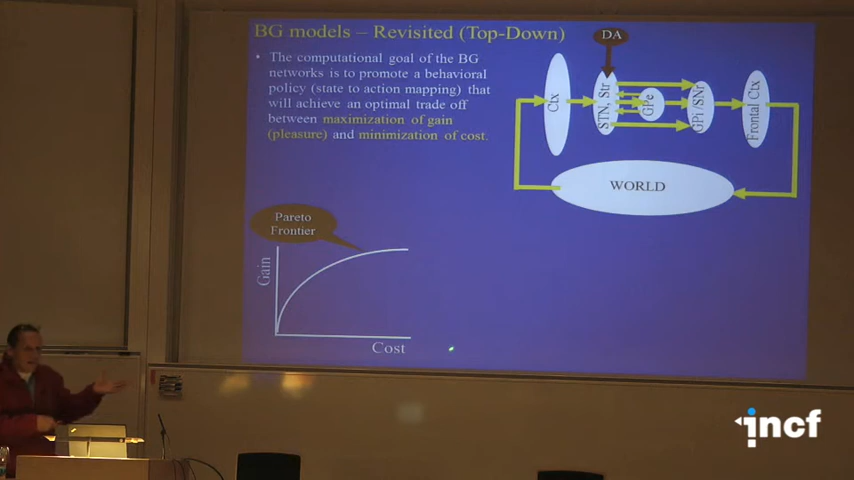 BG models – Revisited (Top-Down)
• The computational goal of the BG
networks is to promote a behavioral
policy (state to action mapping) that
will achieve an optimal trade off
between maximization of gain
(pleasure) and minimization of cost.
DA
Ctx
STN, Str
GPe
GPi/SNr
Frontal Ctx
WORLD
Pareto
Frontier
Gain
Cost
incf